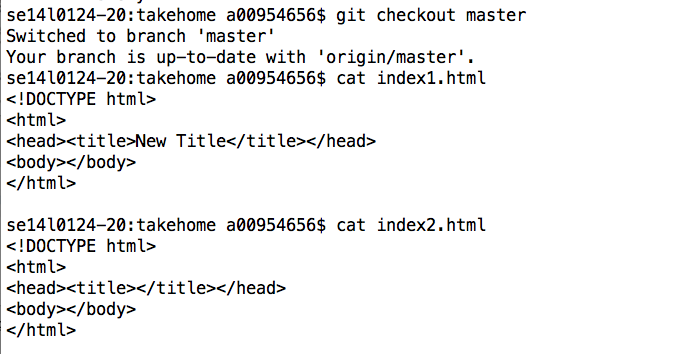 se14l0124-20:takehome a00954656$ git checkout master
Switched to branch 'master'
Your branch is up-to-date with 'origin/master'.
se14l0124-20:takehome a00954656$ cat index1.html
<!DOCTYPE html>
<html>
<head><title>New Title</title></head>
<body></body>
</html>

se14l0124-20:takehome a00954656$ cat index2.html
<!DOCTYPE html>
<html>
<head><title></title></head>
<body></body>
</html>